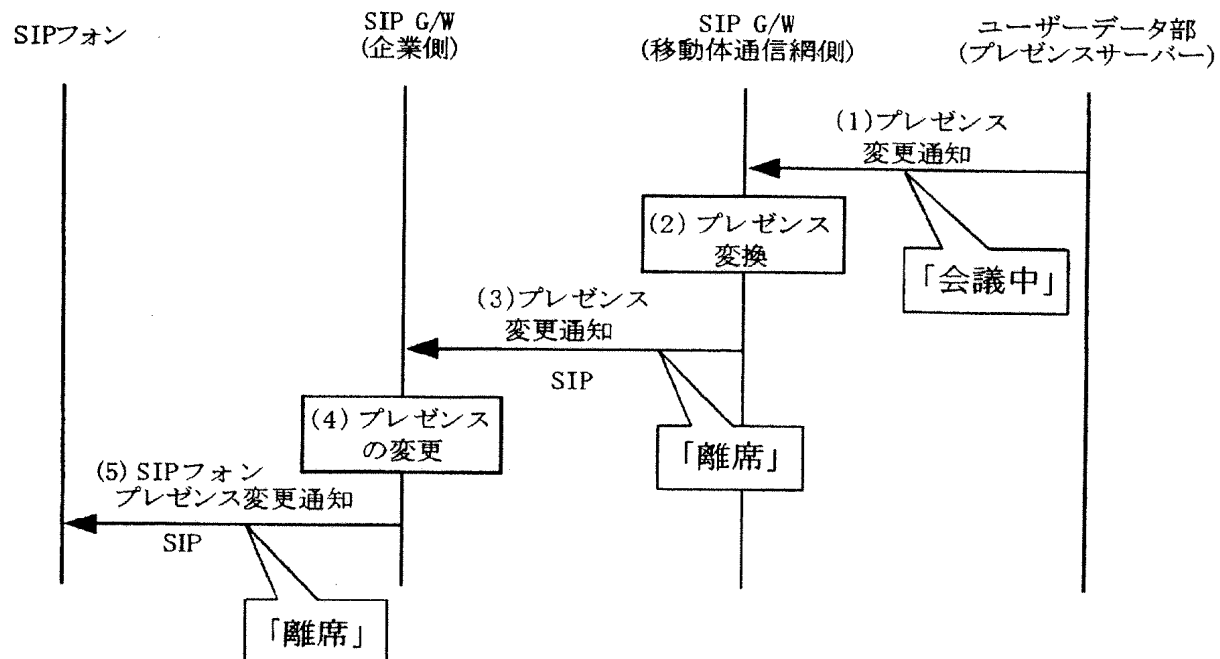 SIPフォン
SIP G/W
(企業側)
SIP G/W
(移動体通信網側)
ユーザーデータ部
(プレゼンスサーバー)
(1)プレゼンス
変更通知
「会議中」
(2)プレゼンス
変換
(3)プレゼンス
変更通知
SIP
「離席」
(4)プレゼンス
の変更
(5)SIPフォン
プレゼンス変更通知
SIP
「離席」